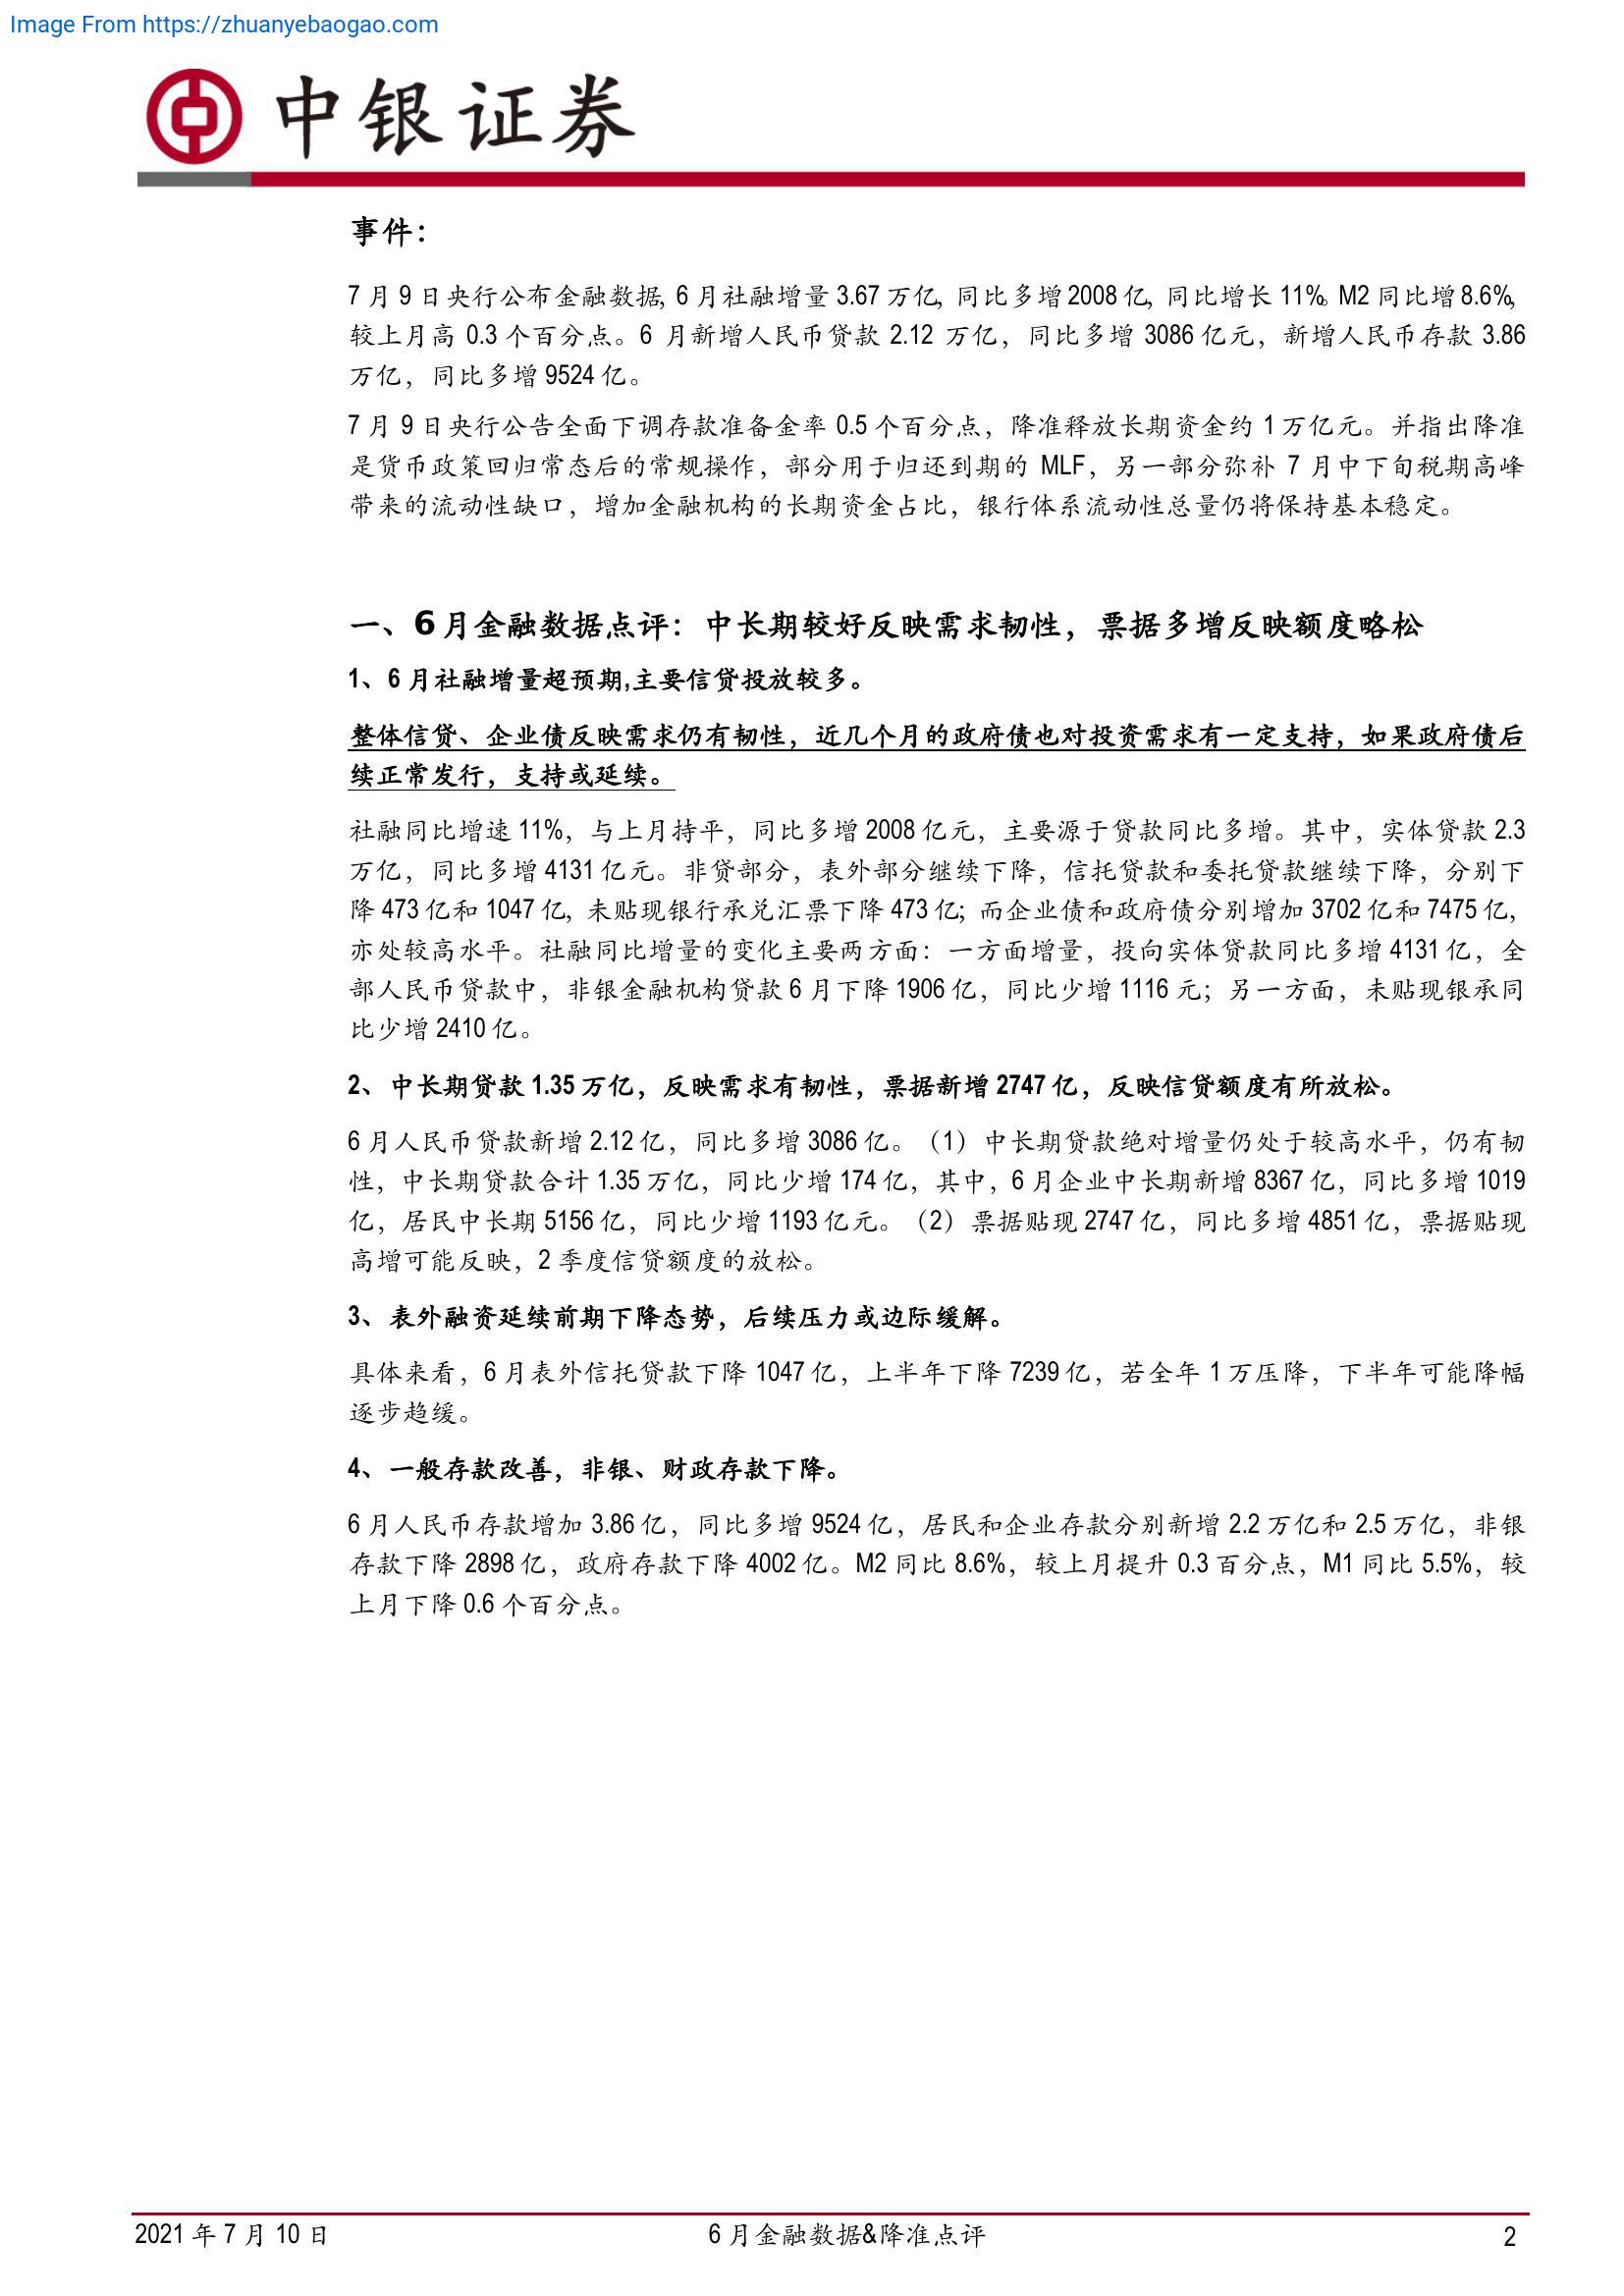 Image From https://zhuanyebaogao.com
中银证券
事件：
7 月 9 日央行公布金融数据, 6 月社融增量 3.67 万亿, 同比多增 2008 亿, 同比增长 11%。M2 同比增 8.6%,
较上月高 0.3 个百分点。6 月新增人民币贷款 2.12 万亿，同比多增 3086 亿元，新增人民币存款 3.86
万亿，同比多增 9524 亿。
7 月 9 日央行公告全面下调存款准备金率 0.5 个百分点，降准释放长期资金约 1 万亿元。并指出降准
是货币政策回归常态后的常规操作，部分用于归还到期的 MLF，另一部分弥补 7 月中下旬税期高峰
带来的流动性缺口，增加金融机构的长期资金占比，银行体系流动性总量仍将保持基本稳定。
一、6 月金融数据点评：中长期较好反映需求韧性，票据多增反映额度略松
1、6 月社融增量超预期,主要信贷投放较多。
整体信贷、企业债反映需求仍有韧性，近几个月的政府债也对投资需求有一定支持，如果政府债后
续正常发行，支持或延续。
社融同比增速 11%，与上月持平，同比多增 2008 亿元，主要源于贷款同比多增。其中，实体贷款 2.3
万亿，同比多增 4131 亿元。非贷部分，表外部分继续下降，信托贷款和委托贷款继续下降，分别下
降 473 亿和 1047 亿, 未贴现银行承兑汇票下降 473 亿; 而企业债和政府债分别增加 3702 亿和 7475 亿,
亦处较高水平。社融同比增量的变化主要两方面：一方面增量，投向实体贷款同比多增 4131 亿，全
部人民币贷款中，非银金融机构贷款 6 月下降 1906 亿，同比少增 1116 元；另一方面，未贴现银承同
比少增 2410 亿。
2、中长期贷款 1.35 万亿，反映需求有韧性，票据新增 2747 亿，反映信贷额度有所放松。
6 月人民币贷款新增 2.12 亿，同比多增 3086 亿。（1）中长期贷款绝对增量仍处于较高水平，仍有韧
性，中长期贷款合计 1.35 万亿，同比少增 174 亿，其中，6 月企业中长期新增 8367 亿，同比多增 1019
亿，居民中长期 5156 亿，同比少增 1193 亿元。（2）票据贴现 2747 亿，同比多增 4851 亿，票据贴现
高增可能反映，2 季度信贷额度的放松。
3、表外融资延续前期下降态势，后续压力或边际缓解。
具体来看，6 月表外信托贷款下降 1047 亿，上半年下降 7239 亿，若全年 1 万压降，下半年可能降幅
逐步趋缓。
4、一般存款改善，非银、财政存款下降。
6 月人民币存款增加 3.86 亿，同比多增 9524 亿，居民和企业存款分别新增 2.2 万亿和 2.5 万亿，非银
存款下降 2898 亿，政府存款下降 4002 亿。M2 同比 8.6%，较上月提升 0.3 百分点，M1 同比 5.5%，较
上月下降 0.6 个百分点。
2021 年 7 月 10 日
6 月金融数据&降准点评
2